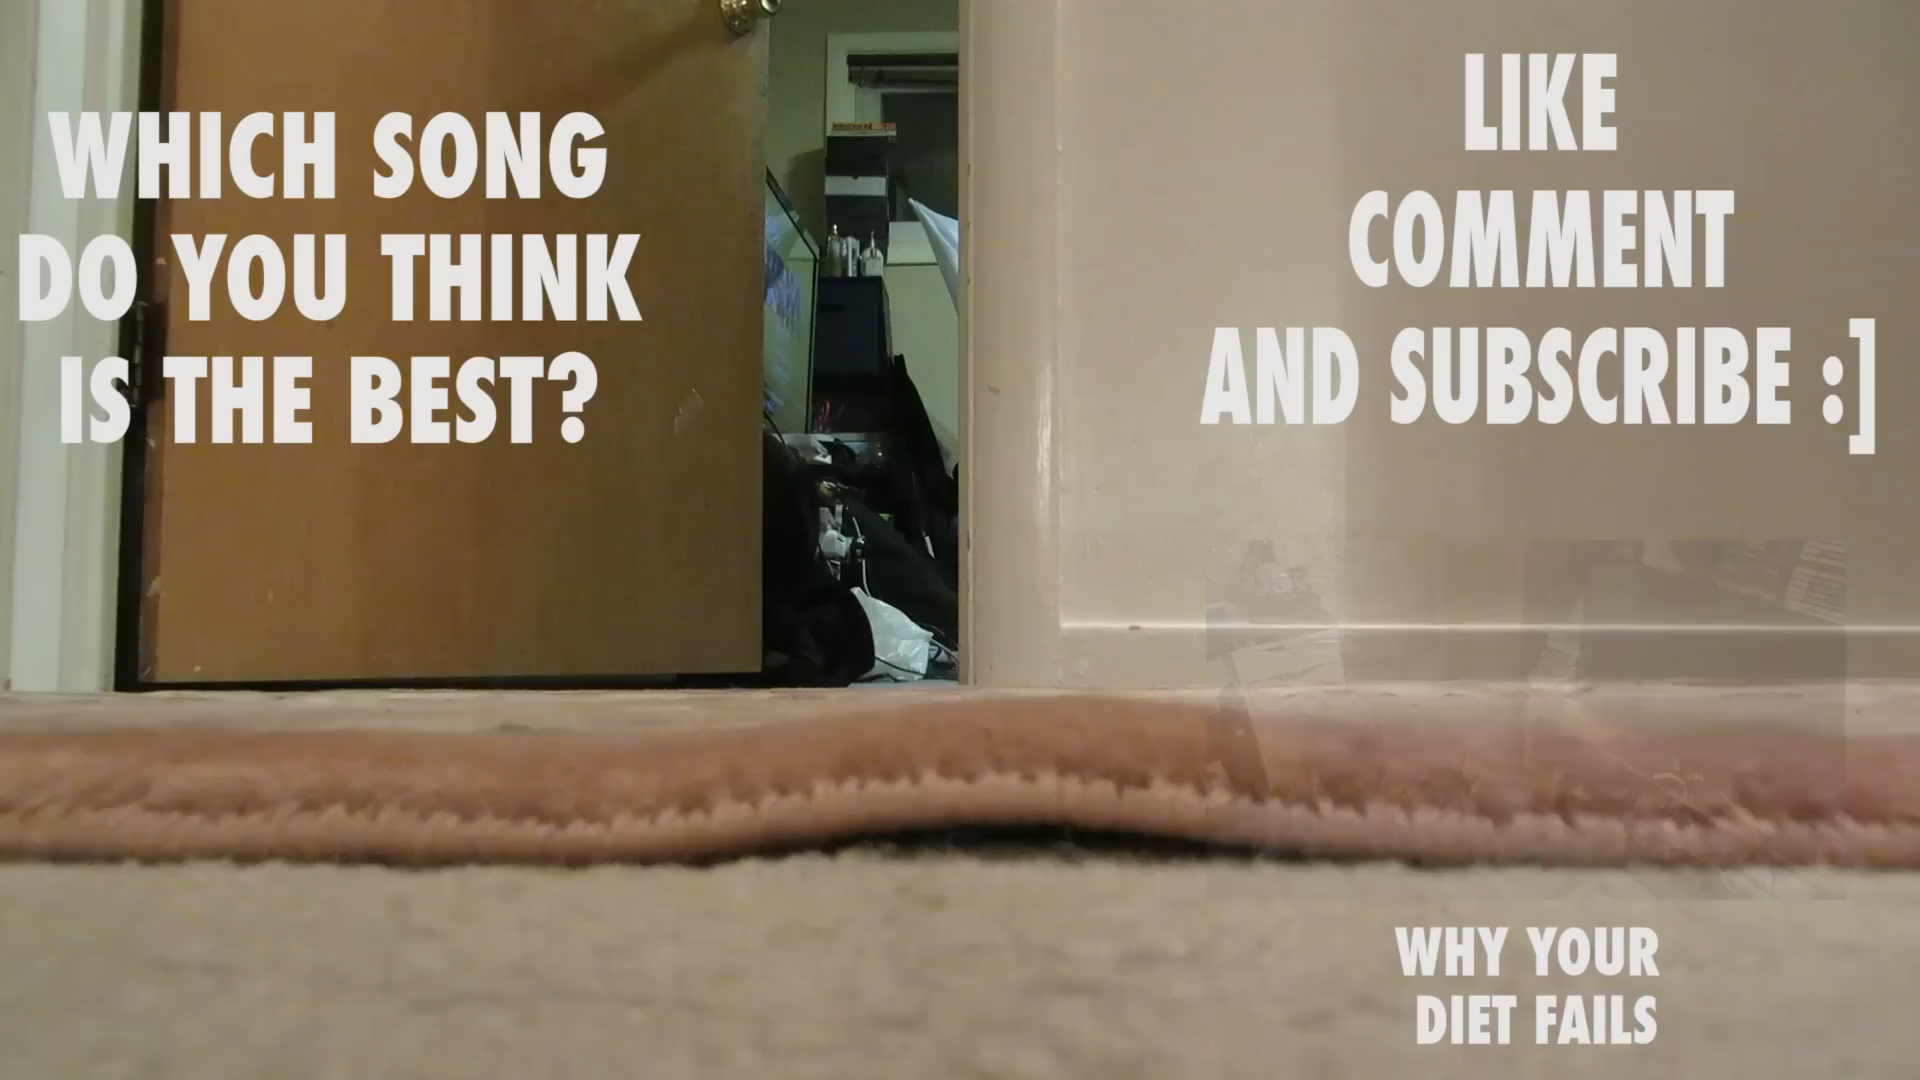 WHICH SONG
DO YOU THINK
IS THE BEST?
LIKE
COMMENT
AND SUBSCRIBE :]
WHY YOUR
DIET FAILS